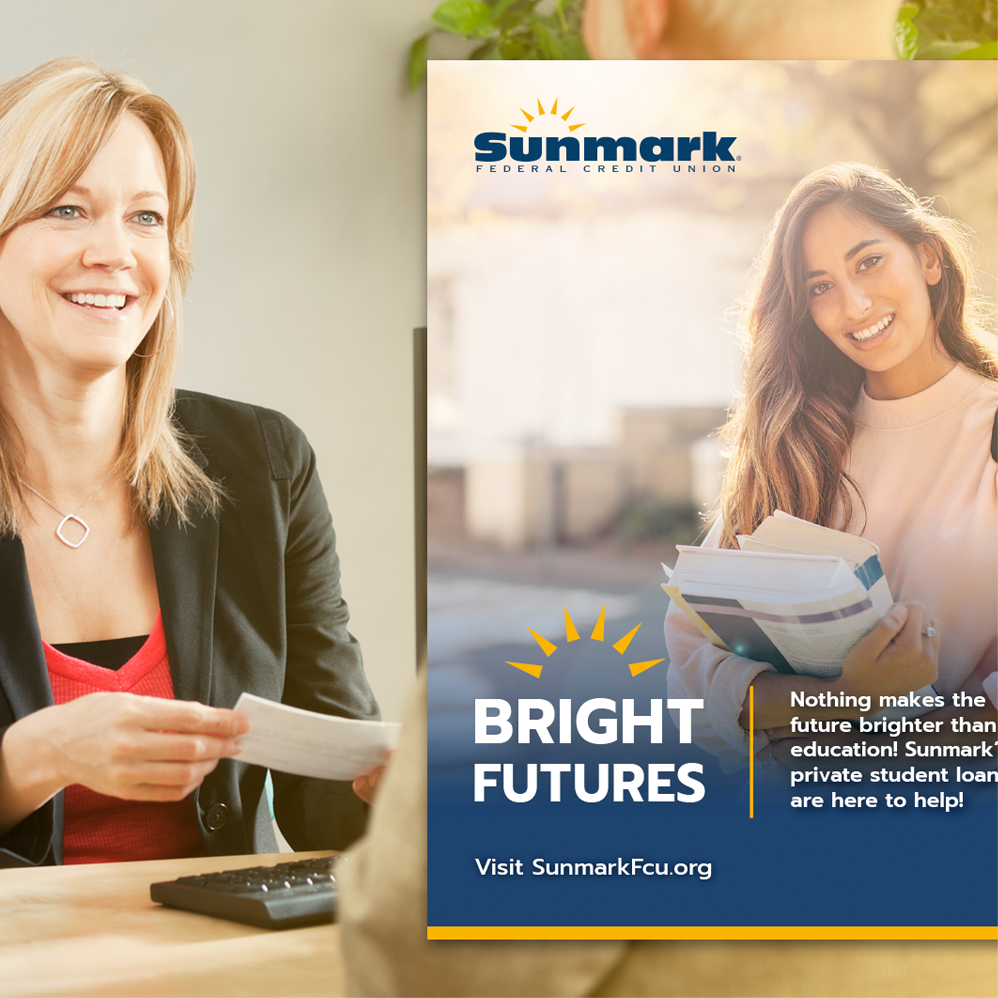 Sunmark®
FEDERAL CREDIT UNION
BRIGHT
FUTURES
Nothing makes the
future brighter than
education! Sunmark'
private student loan
are here to help!
Visit SunmarkFcu.org